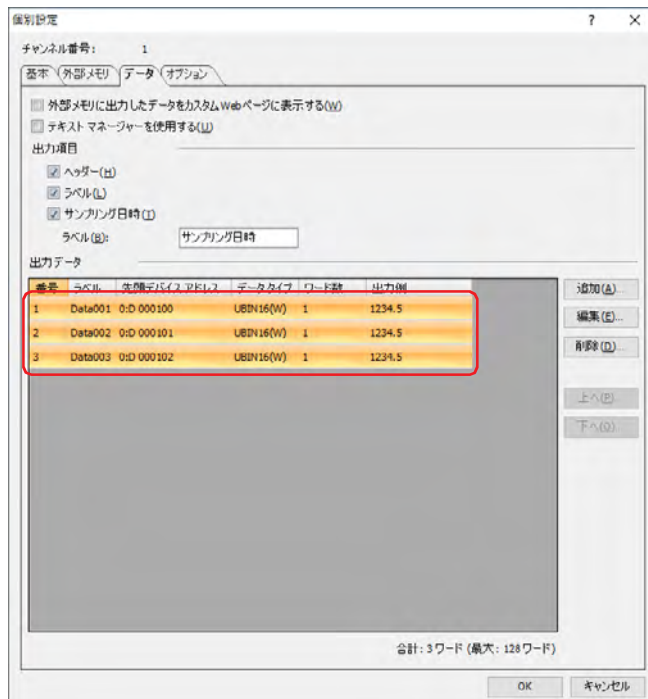 個別設定 ? ×
チャンネル番号: 1
基本 外部メモリ データ オプション
外部メモリに出力したデータをカスタムWebページに表示する(W)
テキスト マネージャーを使用する(U)
出力項目
ヘッダー(H)
ラベル(L)
サンプリング日時(T)
ラベル(B): サンプリング日時
出力データ
番号 ラベル 先頭デバイス アドレス データタイプ ワード数 出力例
1 Data001 0:D 000100 UBIN16(W) 1 1234.5
2 Data002 0:D 000101 UBIN16(W) 1 1234.5
3 Data003 0:D 000102 UBIN16(W) 1 1234.5
追加(A)...
編集(E)...
削除(D)...
上へ(P)
下へ(O)
合計: 3ワード (最大: 128ワード)
OK キャンセル